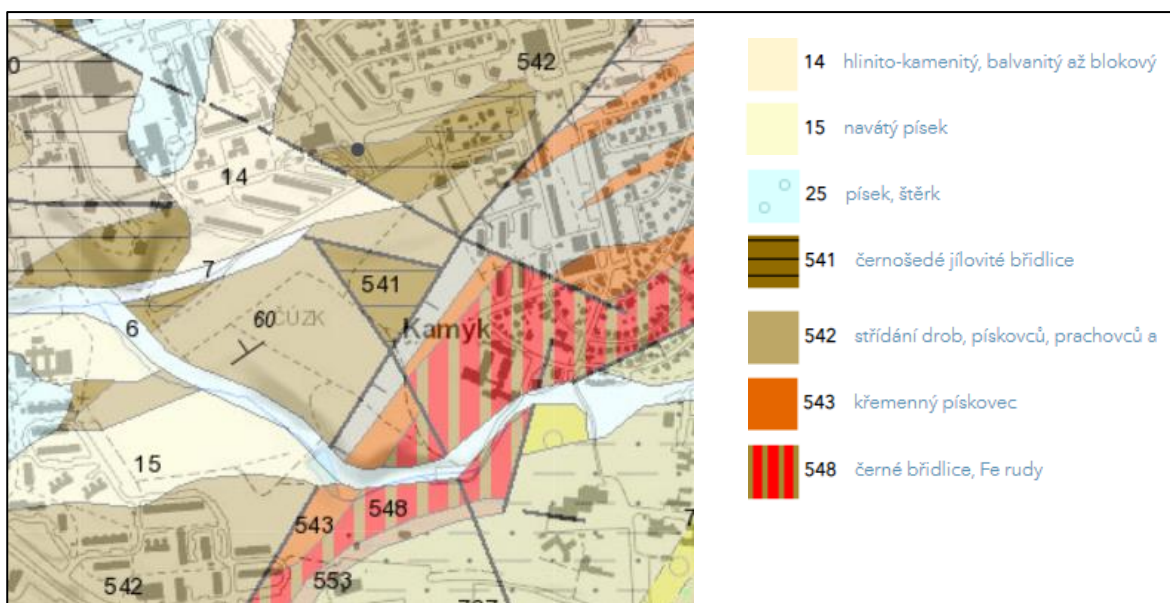 0
542
14
7
541
6
60
ČÚZK
Kamýk
15
548
543
553
542
14 hlinito-kamenitý, balvanitý až blokový
15 navátý písek
25 písek, štěrk
541 černošedé jílovité břidlice
542 střídání drob, pískovců, prachovců a
543 křemenný pískovec
548 černé břidlice, Fe rudy